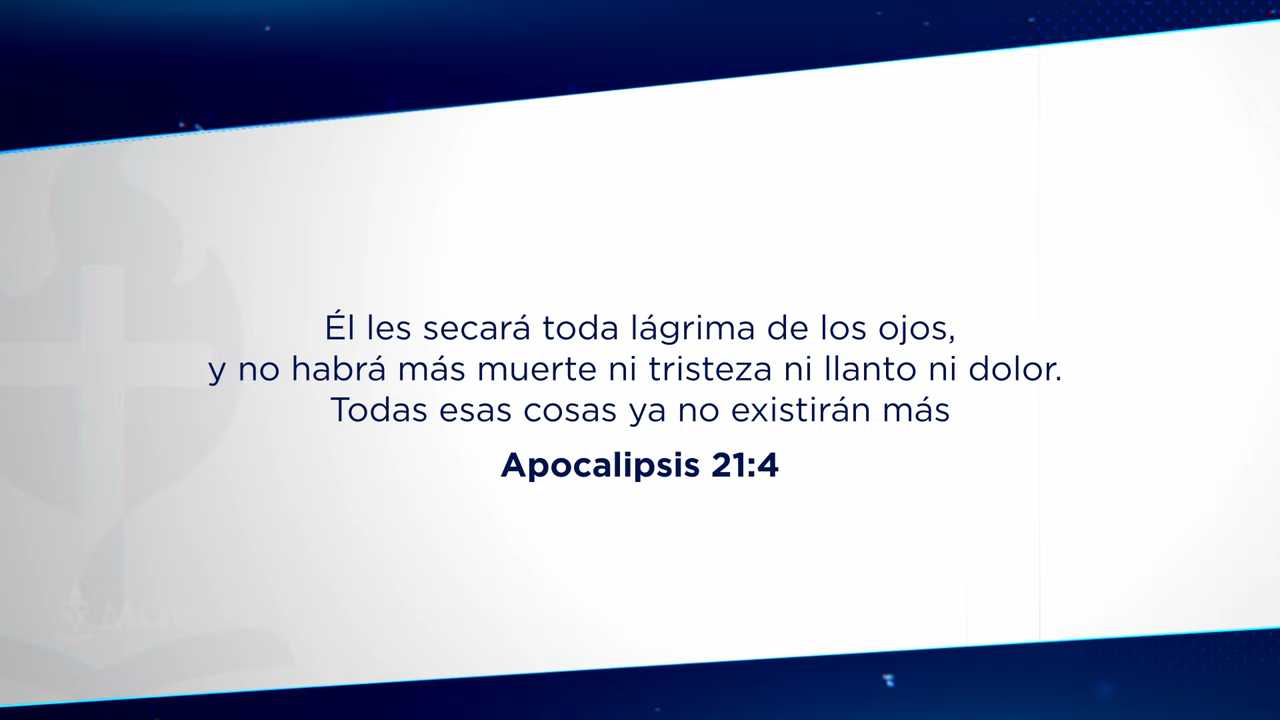 Él les secará toda lágrima de los ojos,
y no habrá más muerte ni tristeza ni llanto ni dolor.
Todas esas cosas ya no existirán más
Apocalipsis 21:4